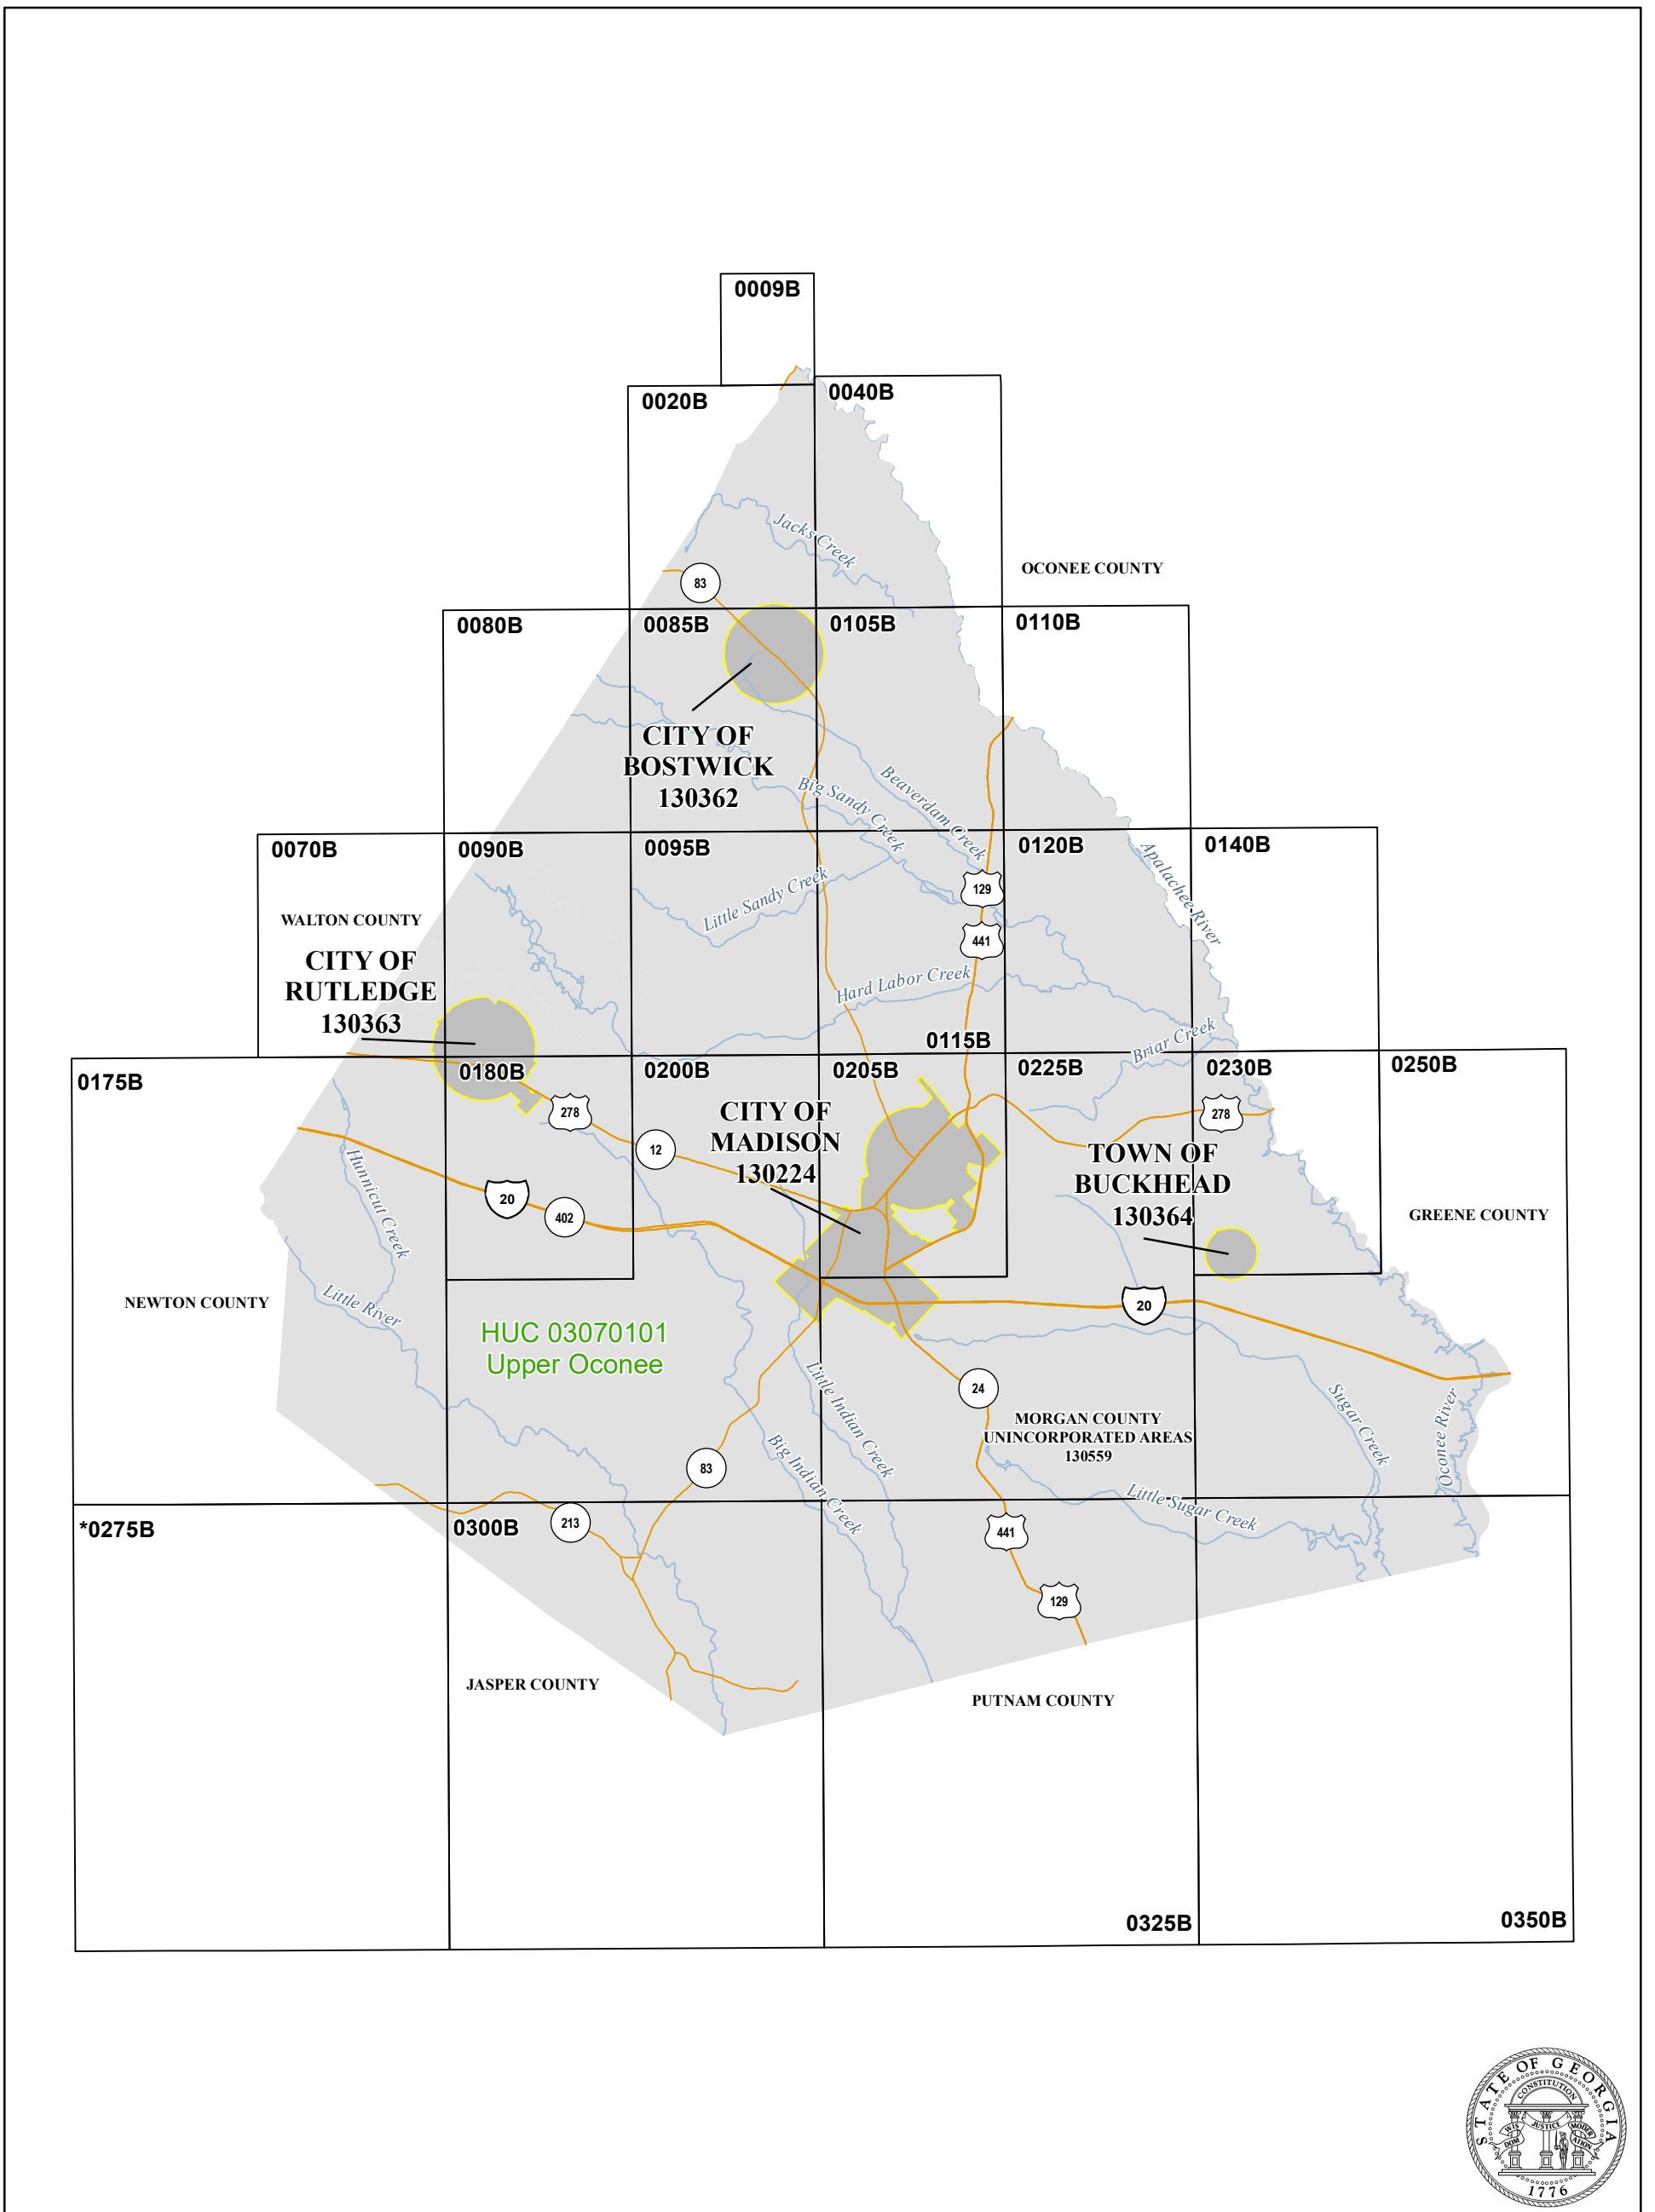 0009B
0020B
0040B
Jacks Creek
83
OCONEE COUNTY
0080B
0085B
0105B
0110B
CITY OF
BOSTWICK
130362
Big Sandy Creek
Beaverdam Creek
0070B
0090B
0095B
0120B
0140B
Apalachee River
WALTON COUNTY
Little Sandy Creek
129
441
CITY OF
RUTLEDGE
130363
Hard Labor Creek
0115B
Briar Creek
0175B
0180B
0200B
0205B
0225B
0230B
0250B
278
12
CITY OF
MADISON
130224
278
TOWN OF
BUCKHEAD
130364
Hunnicut Creek
20
402
GREENE COUNTY
NEWTON COUNTY
Little River
20
HUC 03070101
Upper Oconee
Little Indian Creek
24
Sugar Creek
Oconee River
MORGAN COUNTY
UNINCORPORATED AREAS
130559
83
Big Indian Creek
Little Sugar Creek
*0275B
0300B
213
441
129
JASPER COUNTY
PUTNAM COUNTY
0325B
0350B
STATE OF GEORGIA
CONSTITUTION
WISDOM
JUSTICE
MODERATION
1776